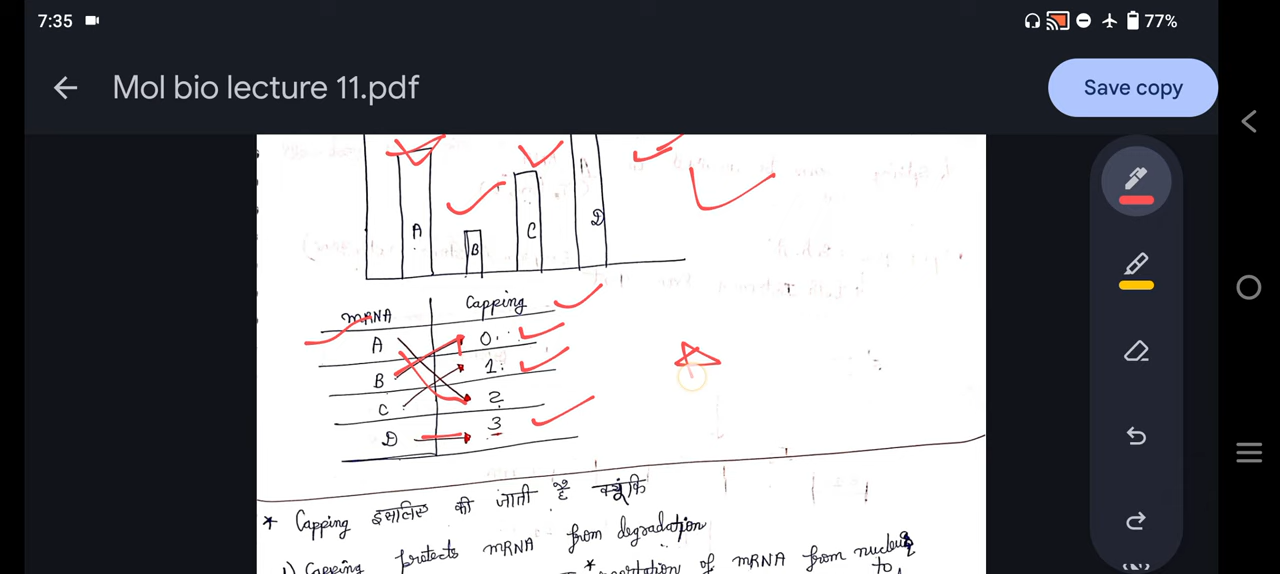 7:35 77%
Mol bio lecture 11.pdf Save copy
A B C D
mRNA Capping
A 0.
B 1.
C 2
D 3
* Capping इसलिए की जाती है क्यूंकि
1) Capping protects mRNA from degradation
* of mRNA from nucleus
to